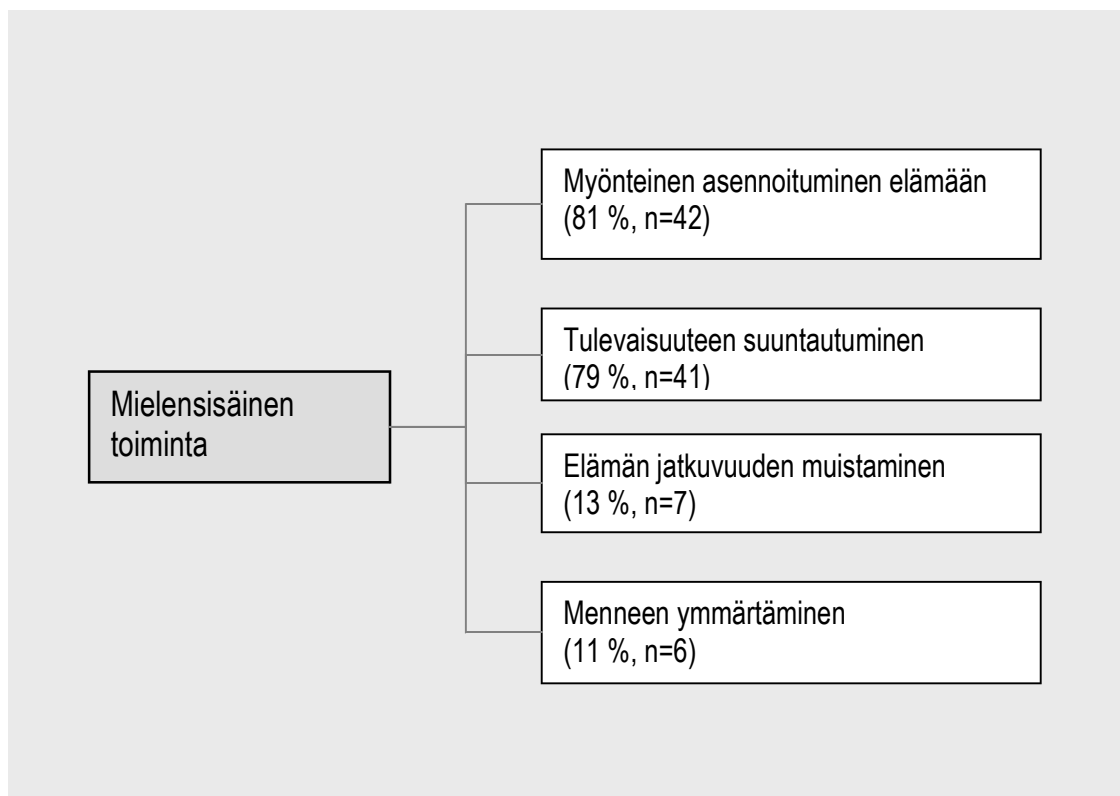 Mielensisäinen
toiminta
Myönteinen asennoituminen elämään
(81 %, n=42)
Tulevaisuuteen suuntautuminen
(79 %, n=41)
Elämän jatkuvuuden muistaminen
(13 %, n=7)
Menneen ymmärtäminen
(11 %, n=6)